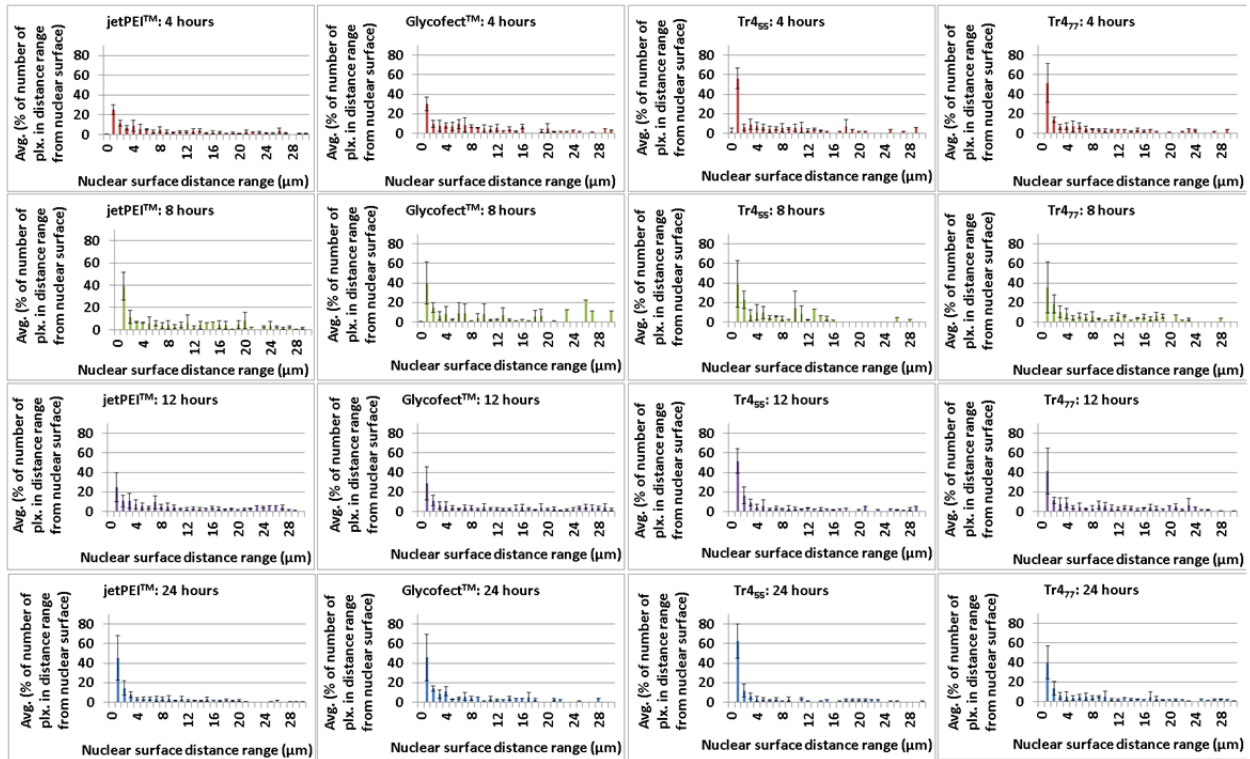 jetPEI™: 4 hours
Avg. (% of number of
plx. in distance range
from nuclear surface)
80
60
40
20
0
0 4 8 12 16 20 24 28
Nuclear surface distance range (µm)
Glycofect™: 4 hours
Avg. (% of number of
plx. in distance range
from nuclear surface)
80
60
40
20
0
0 4 8 12 16 20 24 28
Nuclear surface distance range (µm)
Tr4₅₅: 4 hours
Avg. (% of number of
plx. in distance range
from nuclear surface)
80
60
40
20
0
0 4 8 12 16 20 24 28
Nuclear surface distance range (µm)
Tr4₇₇: 4 hours
Avg. (% of number of
plx. in distance range
from nuclear surface)
80
60
40
20
0
0 4 8 12 16 20 24 28
Nuclear surface distance range (µm)
jetPEI™: 8 hours
Avg. (% of number of
plx. in distance range
from nuclear surface)
80
60
40
20
0
0 4 8 12 16 20 24 28
Nuclear surface distance range (µm)
Glycofect™: 8 hours
Avg. (% of number of
plx. in distance range
from nuclear surface)
80
60
40
20
0
0 4 8 12 16 20 24 28
Nuclear surface distance range (µm)
Tr4₅₅: 8 hours
Avg. (% of number of
plx. in distance range
from nuclear surface)
80
60
40
20
0
0 4 8 12 16 20 24 28
Nuclear surface distance range (µm)
Tr4₇₇: 8 hours
Avg. (% of number of
plx. in distance range
from nuclear surface)
80
60
40
20
0
0 4 8 12 16 20 24 28
Nuclear surface distance range (µm)
jetPEI™: 12 hours
Avg. (% of number of
plx. in distance range
from nuclear surface)
80
60
40
20
0
0 4 8 12 16 20 24 28
Nuclear surface distance range (µm)
Glycofect™: 12 hours
Avg. (% of number of
plx. in distance range
from nuclear surface)
80
60
40
20
0
0 4 8 12 16 20 24 28
Nuclear surface distance range (µm)
Tr4₅₅: 12 hours
Avg. (% of number of
plx. in distance range
from nuclear surface)
80
60
40
20
0
0 4 8 12 16 20 24 28
Nuclear surface distance range (µm)
Tr4₇₇: 12 hours
Avg. (% of number of
plx. in distance range
from nuclear surface)
80
60
40
20
0
0 4 8 12 16 20 24 28
Nuclear surface distance range (µm)
jetPEI™: 24 hours
Avg. (% of number of
plx. in distance range
from nuclear surface)
80
60
40
20
0
0 4 8 12 16 20 24 28
Nuclear surface distance range (µm)
Glycofect™: 24 hours
Avg. (% of number of
plx. in distance range
from nuclear surface)
80
60
40
20
0
0 4 8 12 16 20 24 28
Nuclear surface distance range (µm)
Tr4₅₅: 24 hours
Avg. (% of number of
plx. in distance range
from nuclear surface)
80
60
40
20
0
0 4 8 12 16 20 24 28
Nuclear surface distance range (µm)
Tr4₇₇: 24 hours
Avg. (% of number of
plx. in distance range
from nuclear surface)
80
60
40
20
0
0 4 8 12 16 20 24 28
Nuclear surface distance range (µm)